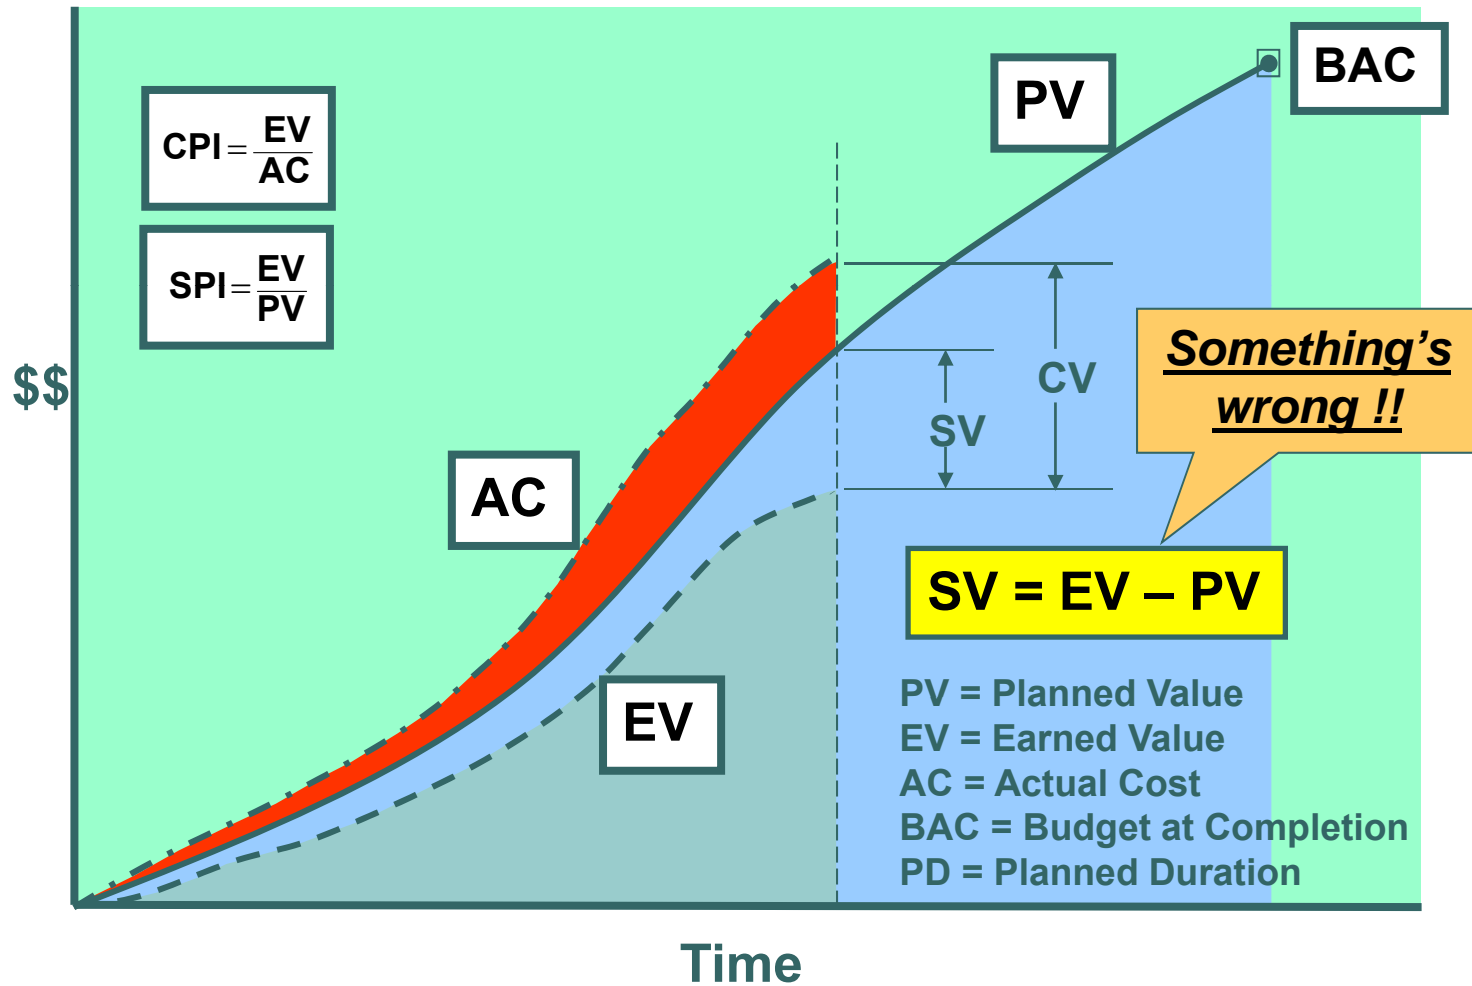 BAC
PV
CPI = EV / AC
SPI = EV / PV
$$
Something’s
wrong !!
CV
SV
AC
SV = EV – PV
EV
PV = Planned Value
EV = Earned Value
AC = Actual Cost
BAC = Budget at Completion
PD = Planned Duration
Time